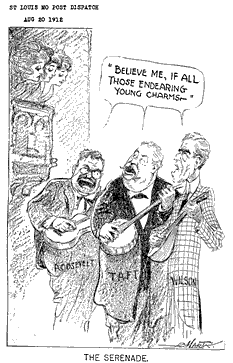 ST LOUIS MO POST DISPATCH
AUG 20 1912
"BELIEVE ME, IF ALL
THOSE ENDEARING
YOUNG CHARMS—"
ROOSEVELT
TAFT
WILSON
THE SERENADE.